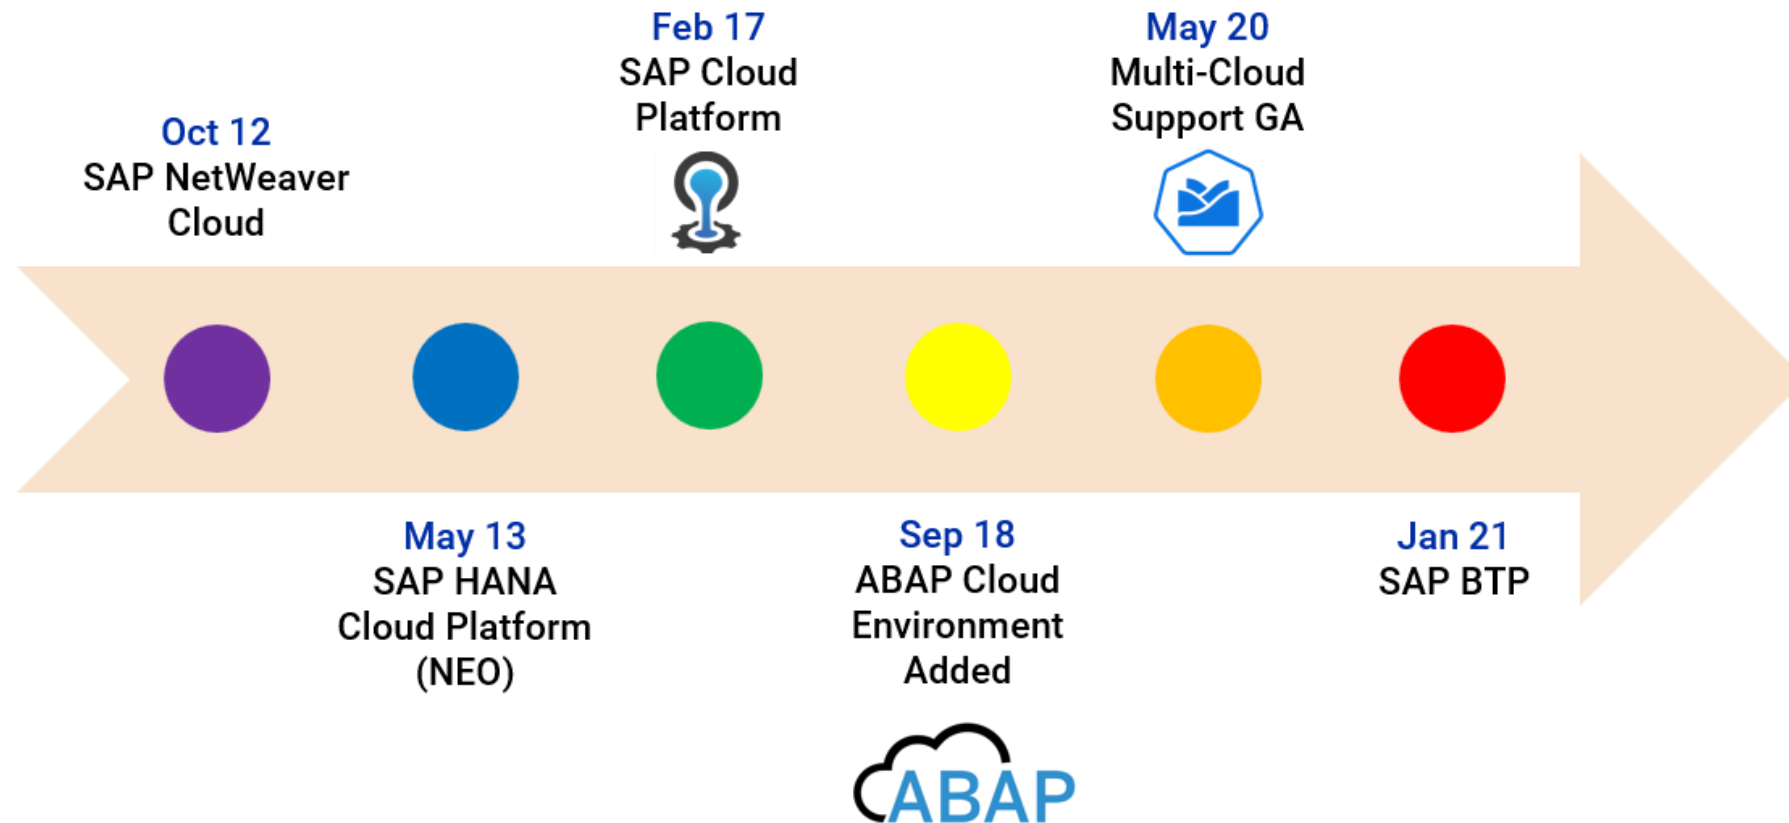 Oct 12
SAP NetWeaver
Cloud
May 13
SAP HANA
Cloud Platform
(NEO)
Feb 17
SAP Cloud
Platform
Sep 18
ABAP Cloud
Environment
Added
ABAP
May 20
Multi-Cloud
Support GA
Jan 21
SAP BTP